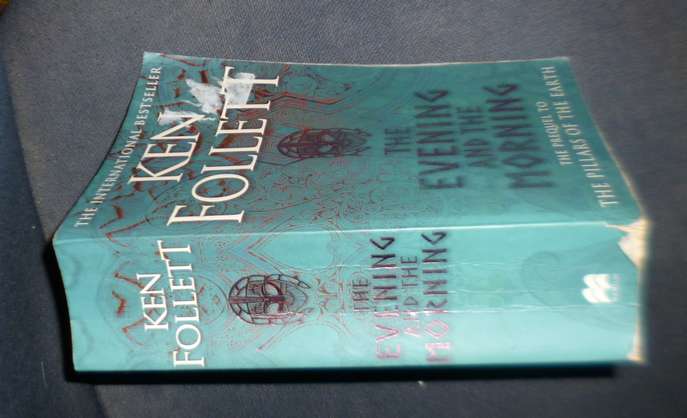 THE INTERNATIONAL BESTSELLER
KEN
FOLLETT
THE
EVENING
AND THE
MORNING
THE PREQUEL TO
THE PILLARS OF THE EARTH
KEN
FOLLETT
THE
EVENING
AND THE
MORNING